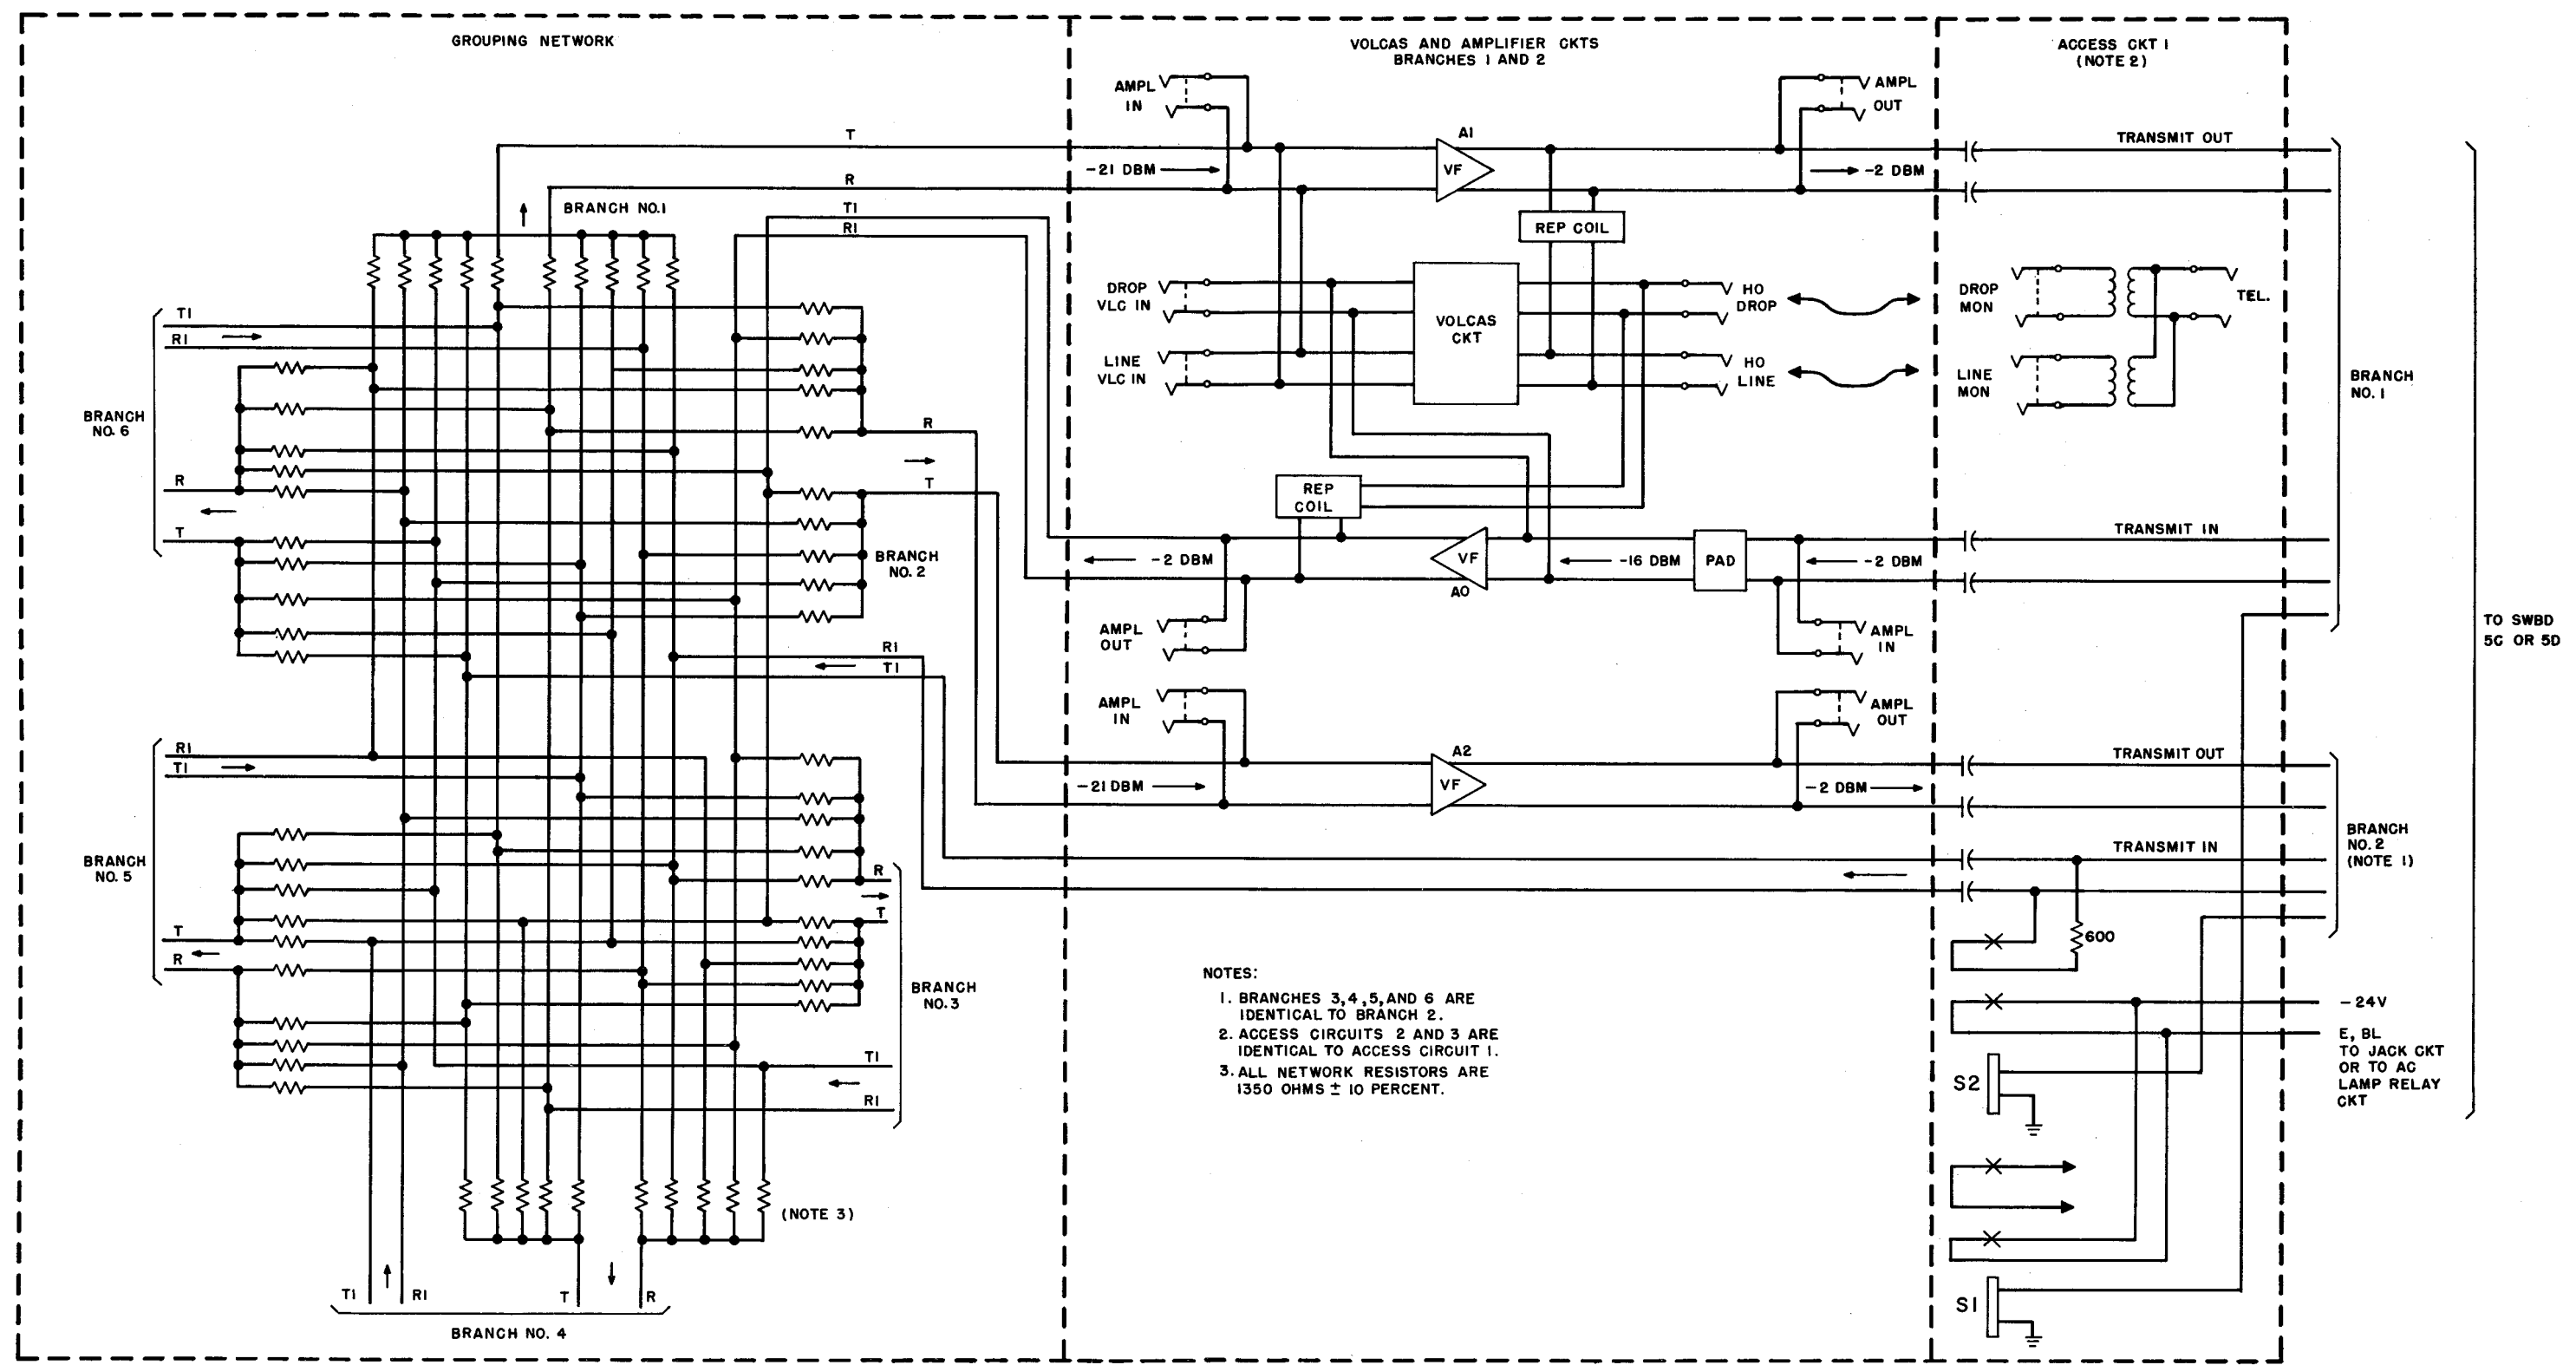 GROUPING NETWORK
VOLCAS AND AMPLIFIER CKTS
BRANCHES 1 AND 2
ACCESS CKT 1
(NOTE 2)
AMPL
IN
AMPL
OUT
T
A1
VF
-21 DBM
-2 DBM
TRANSMIT OUT
R
BRANCH NO.1
T1
R1
REP COIL
DROP
VLC IN
LINE
VLC IN
VOLCAS
CKT
HO
DROP
HO
LINE
DROP
MON
LINE
MON
TEL.
BRANCH
NO. 1
T1
R1
BRANCH
NO. 6
R
T
R
T
BRANCH
NO. 2
REP
COIL
TRANSMIT IN
-2 DBM
VF
AO
-16 DBM
PAD
-2 DBM
AMPL
OUT
AMPL
IN
R1
T1
TO SWBD
5C OR 5D
AMPL
IN
AMPL
OUT
R1
T1
BRANCH
NO. 5
T
R
A2
VF
-21 DBM
-2 DBM
TRANSMIT OUT
TRANSMIT IN
BRANCH
NO. 2
(NOTE 1)
R
T
BRANCH
NO. 3
T1
R1
600
NOTES:
1. BRANCHES 3,4,5, AND 6 ARE
IDENTICAL TO BRANCH 2.
2. ACCESS CIRCUITS 2 AND 3 ARE
IDENTICAL TO ACCESS CIRCUIT 1.
3. ALL NETWORK RESISTORS ARE
1350 OHMS ± 10 PERCENT.
-24V
E, BL
TO JACK CKT
OR TO AC
LAMP RELAY
CKT
S2
S1
(NOTE 3)
T1
R1
T
R
BRANCH NO. 4